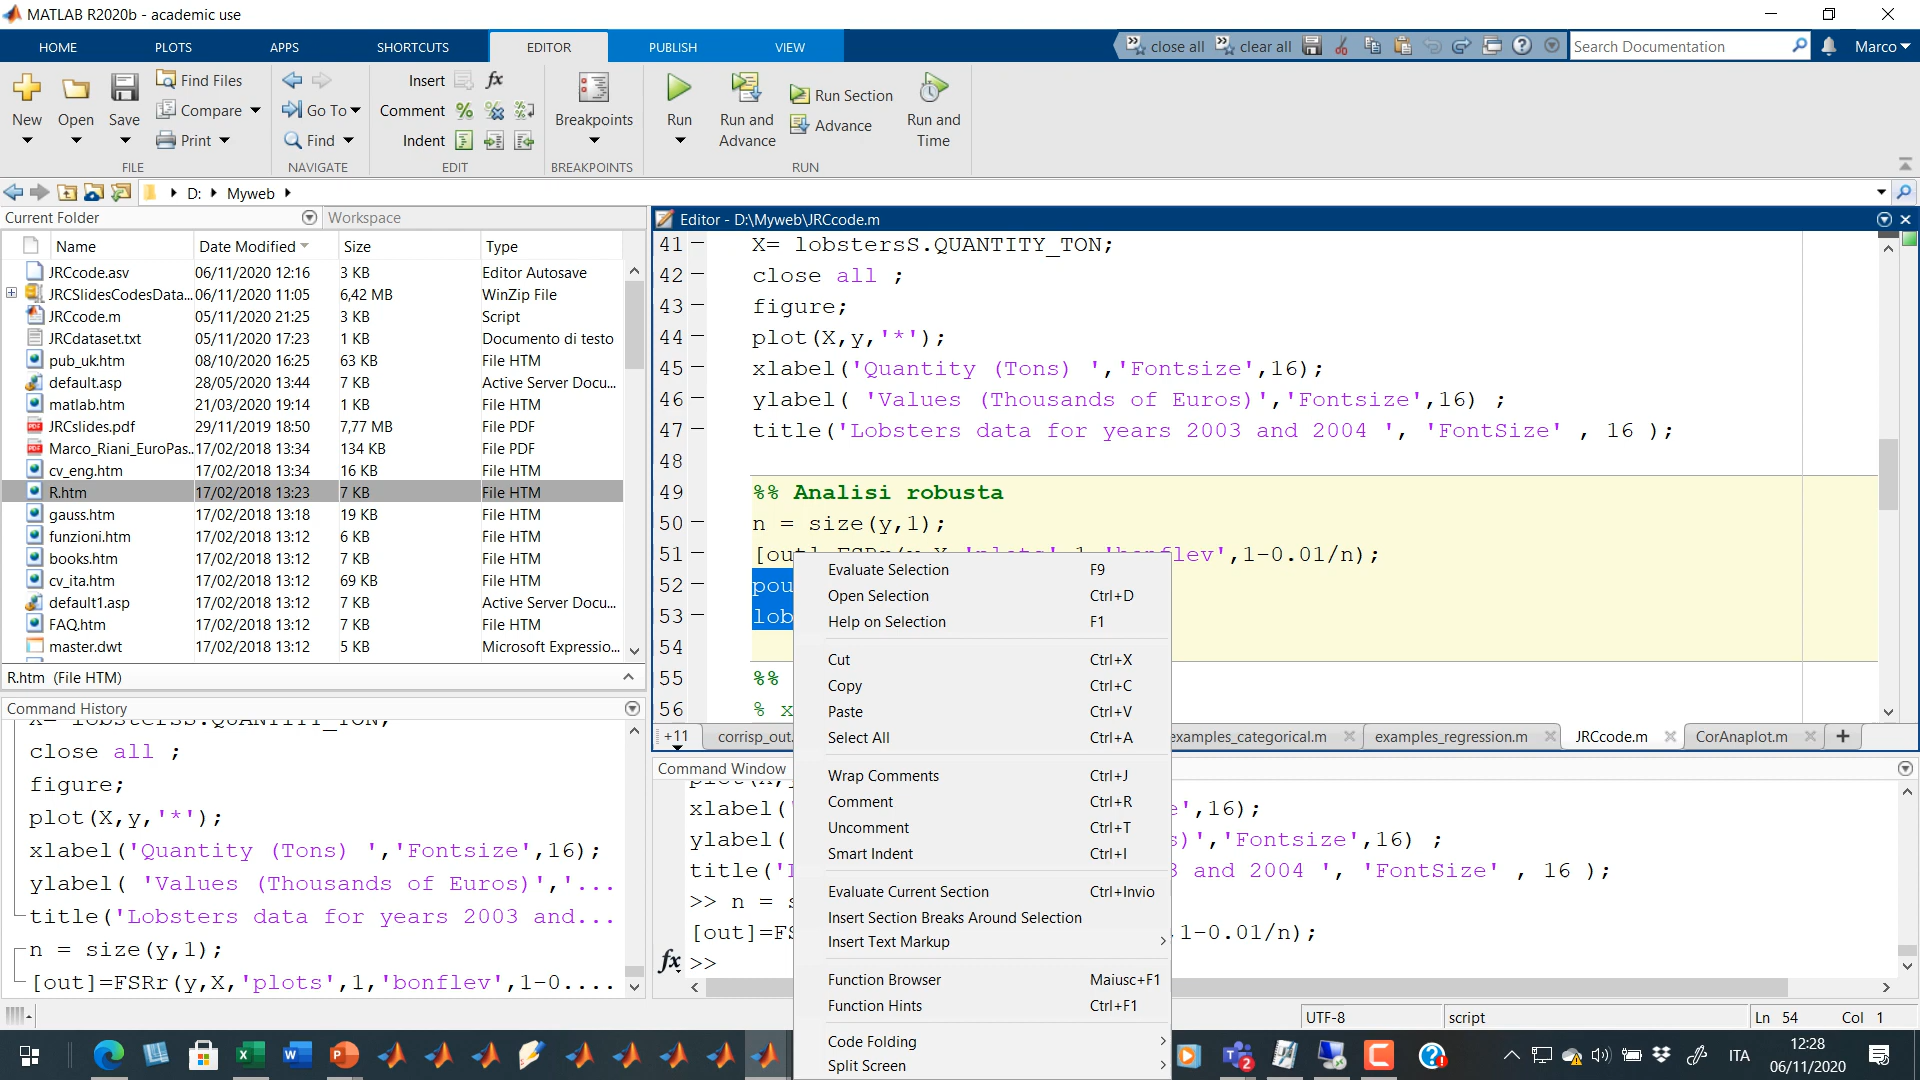 MATLAB R2020b - academic use
HOME PLOTS APPS SHORTCUTS EDITOR PUBLISH VIEW
close all clear all
Search Documentation
Marco
New
Open
Save
Find Files
Compare
Print
FILE
Go To
Find
NAVIGATE
Insert
Comment
Indent
EDIT
Breakpoints
BREAKPOINTS
Run
Run and Advance
Run Section
Advance
Run and Time
RUN
D: Myweb
Current Folder
Workspace
Name Date Modified Size Type
JRCcode.asv 06/11/2020 12:16 3 KB Editor Autosave
JRCSlidesCodesData... 06/11/2020 11:05 6,42 MB WinZip File
JRCcode.m 05/11/2020 21:25 3 KB Script
JRCdataset.txt 05/11/2020 17:23 1 KB Documento di testo
pub_uk.htm 08/10/2020 16:25 63 KB File HTM
default.asp 28/05/2020 13:44 7 KB Active Server Docu...
matlab.htm 21/03/2020 19:14 1 KB File HTM
JRCslides.pdf 29/11/2019 18:50 7,77 MB File PDF
Marco_Riani_EuroPas... 17/02/2018 13:34 134 KB File PDF
cv_eng.htm 17/02/2018 13:34 16 KB File HTM
R.htm 17/02/2018 13:23 7 KB File HTM
gauss.htm 17/02/2018 13:18 19 KB File HTM
funzioni.htm 17/02/2018 13:12 6 KB File HTM
books.htm 17/02/2018 13:12 7 KB File HTM
cv_ita.htm 17/02/2018 13:12 69 KB File HTM
default1.asp 17/02/2018 13:12 7 KB Active Server Docu...
FAQ.htm 17/02/2018 13:12 7 KB File HTM
master.dwt 17/02/2018 13:12 5 KB Microsoft Expressio...
R.htm (File HTM)
Command History
X= lobstersS.QUANTITY_TON;
close all ;
figure;
plot(X,y,'*');
xlabel('Quantity (Tons) ','Fontsize',16);
ylabel( 'Values (Thousands of Euros)','...
title('Lobsters data for years 2003 and...
n = size(y,1);
[out]=FSRr(y,X,'plots',1,'bonflev',1-0....
Editor - D:\Myweb\JRCcode.m
41 X= lobstersS.QUANTITY_TON;
42 close all ;
43 figure;
44 plot(X,y,'*');
45 xlabel('Quantity (Tons) ','Fontsize',16);
46 ylabel( 'Values (Thousands of Euros)','Fontsize',16) ;
47 title('Lobsters data for years 2003 and 2004 ', 'FontSize' , 16 );
48
49 %% Analisi robusta
50 n = size(y,1);
51 [out]=FSRr(y,X,'plots',1,'bonflev',1-0.01/n);
52 pou
53 lob
54
55 %%
56 % x
+11 corrisp_out. examples_categorical.m examples_regression.m JRCcode.m CorAnaplot.m
Evaluate Selection F9
Open Selection Ctrl+D
Help on Selection F1
Cut Ctrl+X
Copy Ctrl+C
Paste Ctrl+V
Select All Ctrl+A
Wrap Comments Ctrl+J
Comment Ctrl+R
Uncomment Ctrl+T
Smart Indent Ctrl+I
Evaluate Current Section Ctrl+Invio
Insert Section Breaks Around Selection
Insert Text Markup
Function Browser Maiusc+F1
Function Hints Ctrl+F1
Code Folding
Split Screen
Command Window
xlabel(' e',16);
ylabel( s)','Fontsize',16) ;
title('L 3 and 2004 ', 'FontSize' , 16 );
>> n = s
[out]=FS 1-0.01/n);
fx >>
UTF-8 script Ln 54 Col 1
ITA
12:28
06/11/2020